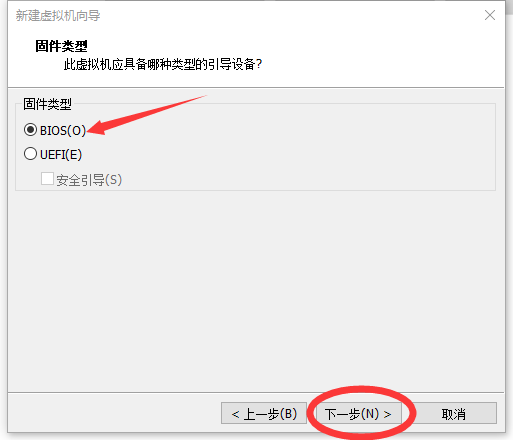 新建虚拟机向导
固件类型
此虚拟机应具备哪种类型的引导设备?
固件类型
BIOS(O)
UEFI(E)
安全引导(S)
< 上一步(B) 下一步(N) > 取消